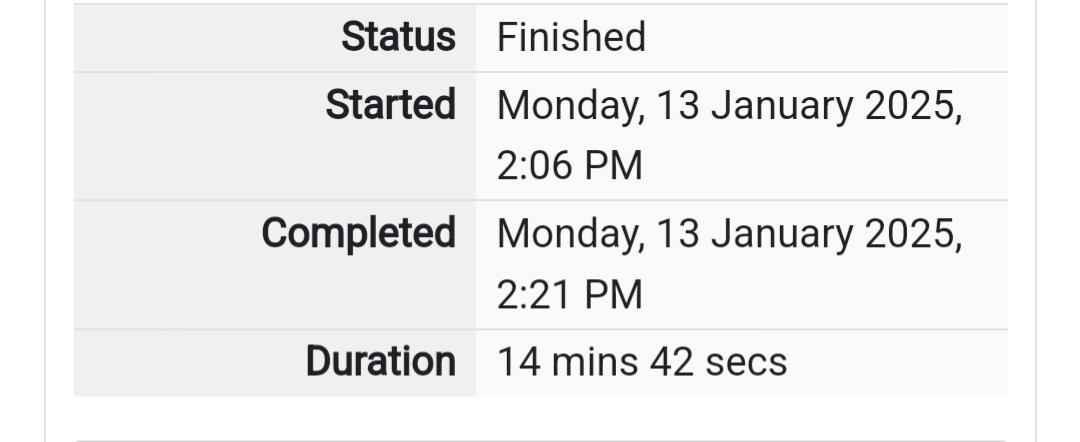 Status Finished
Started Monday, 13 January 2025,
2:06 PM
Completed Monday, 13 January 2025,
2:21 PM
Duration 14 mins 42 secs